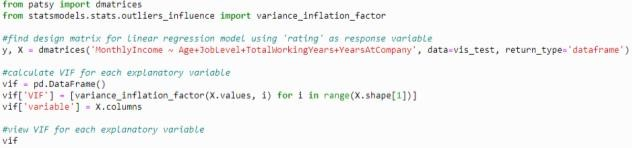 from patsy import dmatrices
from statsmodels.stats.outliers_influence import variance_inflation_factor
#find design matrix for linear regression model using 'rating' as response variable
y, X = dmatrices('MonthlyIncome ~ Age+JobLevel+TotalWorkingYears+YearsAtCompany', data=vis_test, return_type='dataframe')
#calculate VIF for each explanatory variable
vif = pd.DataFrame()
vif['VIF'] = [variance_inflation_factor(X.values, i) for i in range(X.shape[1])]
vif['variable'] = X.columns
#view VIF for each explanatory variable
vif